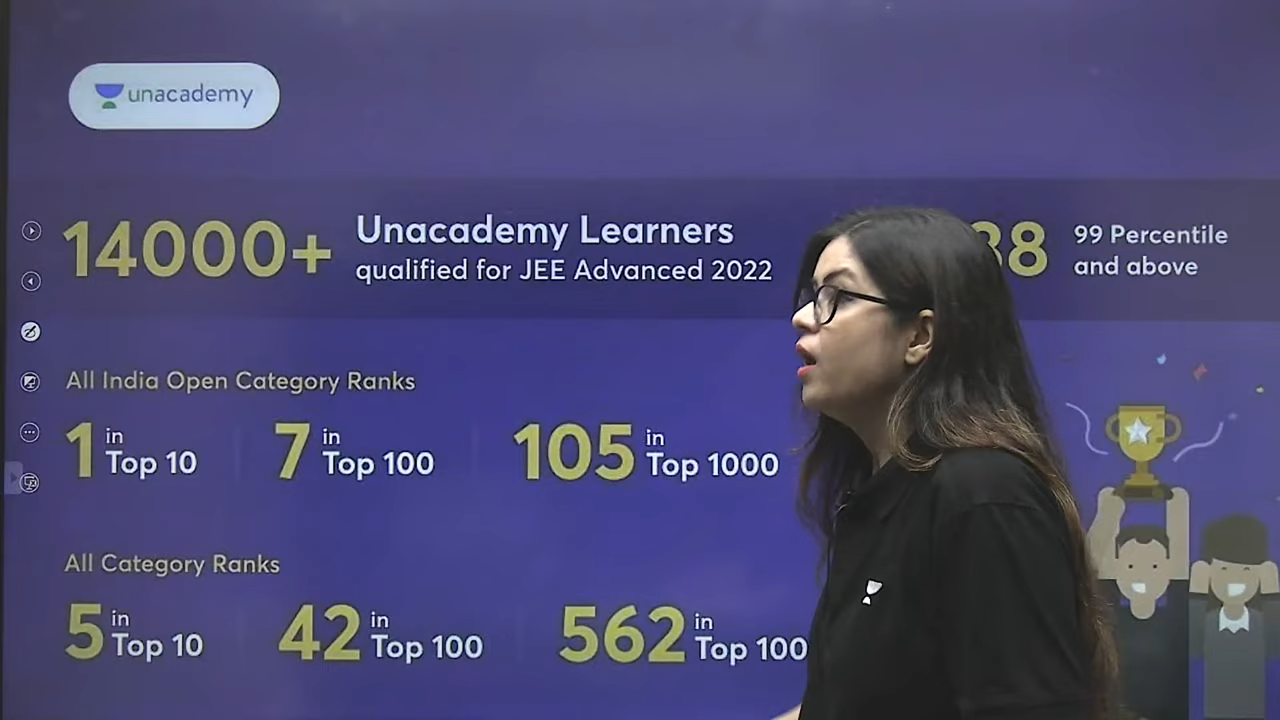 unacademy
14000+
Unacademy Learners
qualified for JEE Advanced 2022
99 Percentile
and above
All India Open Category Ranks
1 in Top 10
7 in Top 100
105 in Top 1000
All Category Ranks
5 in Top 10
42 in Top 100
562 in Top 100